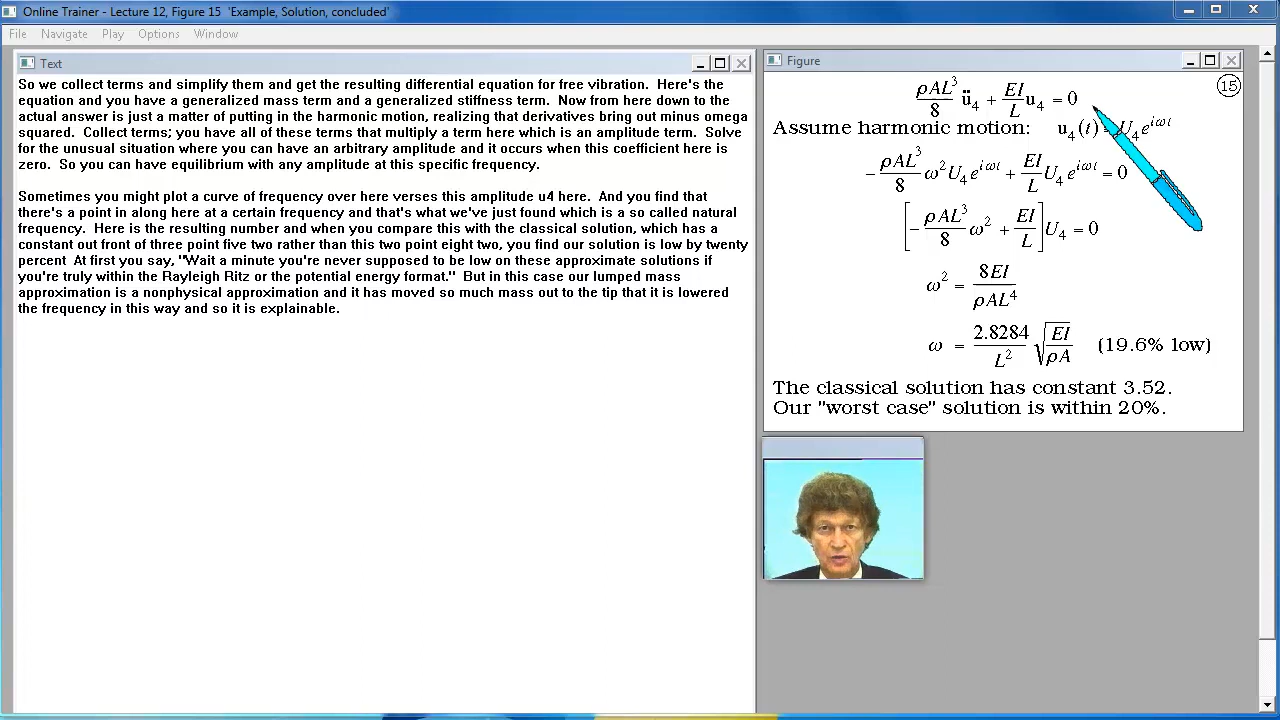 Online Trainer - Lecture 12, Figure 15 'Example, Solution, concluded'
File Navigate Play Options Window
Text
So we collect terms and simplify them and get the resulting differential equation for free vibration. Here's the
equation and you have a generalized mass term and a generalized stiffness term. Now from here down to the
actual answer is just a matter of putting in the harmonic motion, realizing that derivatives bring out minus omega
squared. Collect terms; you have all of these terms that multiply a term here which is an amplitude term. Solve
for the unusual situation where you can have an arbitrary amplitude and it occurs when this coefficient here is
zero. So you can have equilibrium with any amplitude at this specific frequency.
Sometimes you might plot a curve of frequency over here verses this amplitude u4 here. And you find that
there's a point in along here at a certain frequency and that's what we've just found which is a so called natural
frequency. Here is the resulting number and when you compare this with the classical solution, which has a
constant out front of three point five two rather than this two point eight two, you find our solution is low by twenty
percent At first you say, "Wait a minute you're never supposed to be low on these approximate solutions if
you're truly within the Rayleigh Ritz or the potential energy format." But in this case our lumped mass
approximation is a nonphysical approximation and it has moved so much mass out to the tip that it is lowered
the frequency in this way and so it is explainable.
Figure
15
ρAL³/8 ü₄ + EI/L u₄ = 0
Assume harmonic motion: u₄(t) = U₄e^{iωt}
-ρAL³/8 ω²U₄e^{iωt} + EI/L U₄e^{iωt} = 0
[-ρAL³/8 ω² + EI/L]U₄ = 0
ω² = 8EI/ρAL⁴
ω = 2.8284/L² √(EI/ρA) (19.6% low)
The classical solution has constant 3.52.
Our "worst case" solution is within 20%.